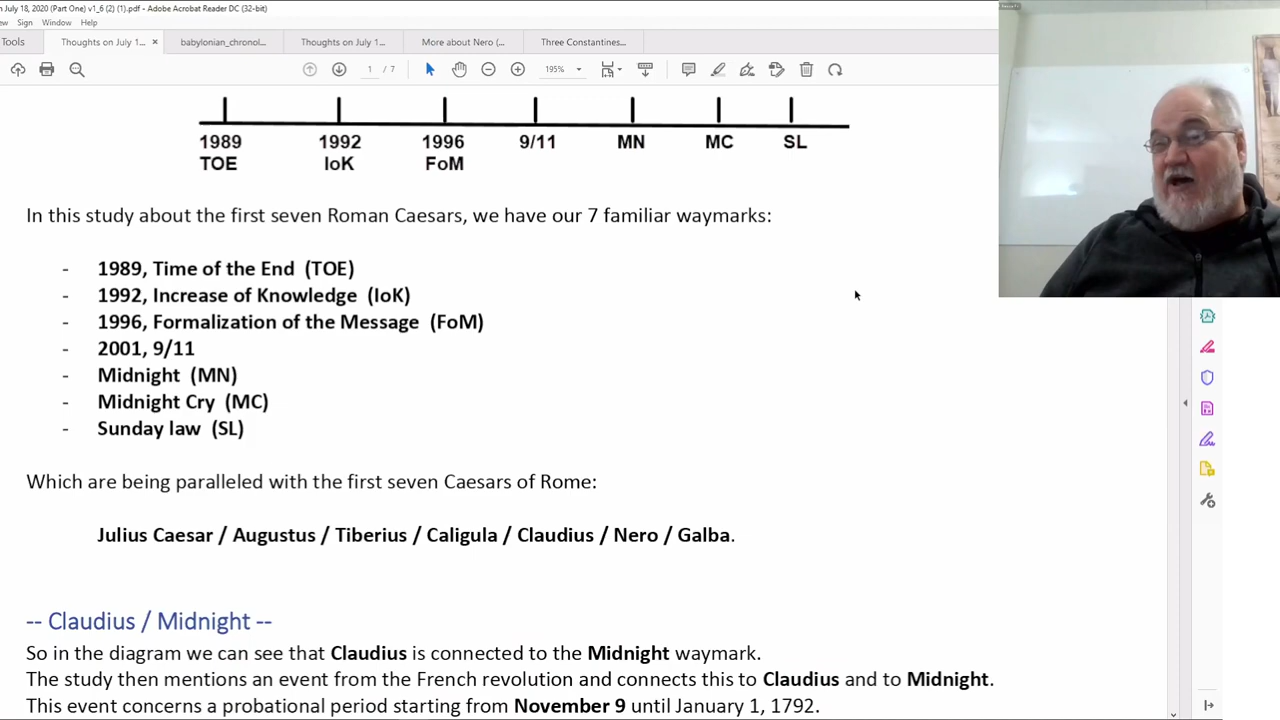 n July 18, 2020 (Part One) v1_6 (2) (1).pdf - Adobe Acrobat Reader DC (32-bit)
ew Sign Window Help
Tools Thoughts on July 1... × babylonian_chronol... Thoughts on July 1... More about Nero (... Three Constantines...
1 / 7 195%
1989 1992 1996 9/11 MN MC SL
TOE IoK FoM
In this study about the first seven Roman Caesars, we have our 7 familiar waymarks:
- 1989, Time of the End (TOE)
- 1992, Increase of Knowledge (IoK)
- 1996, Formalization of the Message (FoM)
- 2001, 9/11
- Midnight (MN)
- Midnight Cry (MC)
- Sunday law (SL)
Which are being paralleled with the first seven Caesars of Rome:
Julius Caesar / Augustus / Tiberius / Caligula / Claudius / Nero / Galba.
-- Claudius / Midnight --
So in the diagram we can see that Claudius is connected to the Midnight waymark.
The study then mentions an event from the French revolution and connects this to Claudius and to Midnight.
This event concerns a probational period starting from November 9 until January 1, 1792.